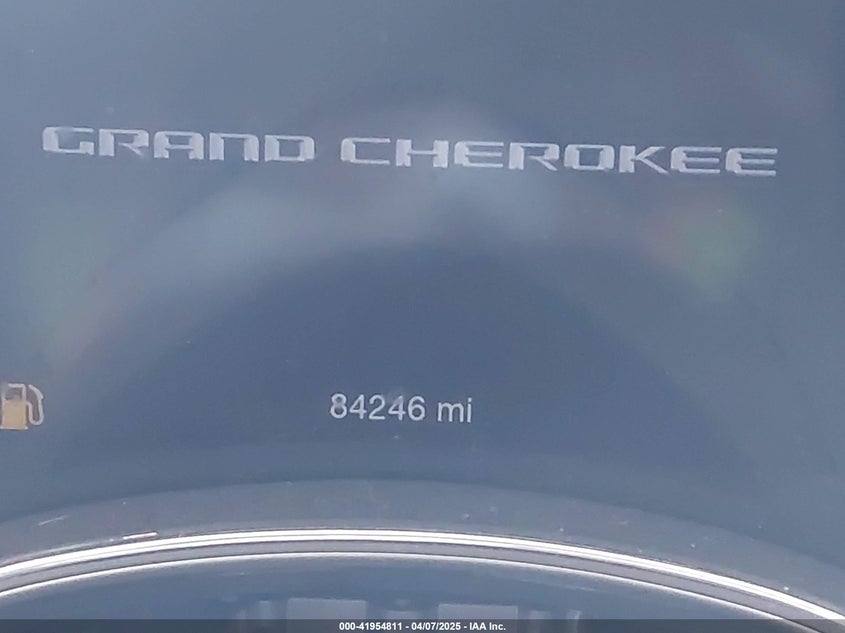 GRAND CHEROKEE
84246 mi
000-41954811 - 04/07/2025 - IAA Inc.